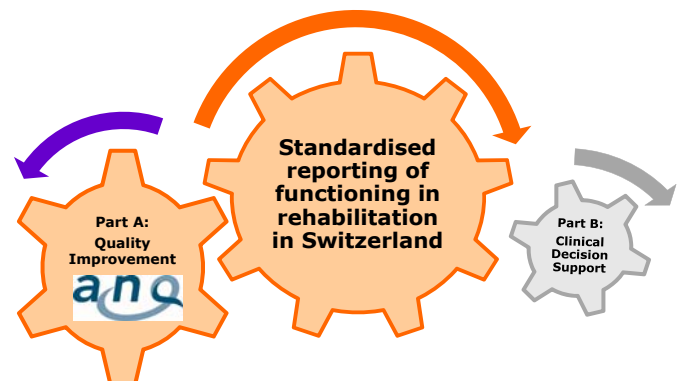 Standardised
reporting of
functioning in
rehabilitation
in Switzerland
Part A:
Quality
Improvement
anq
Part B:
Clinical
Decision
Support